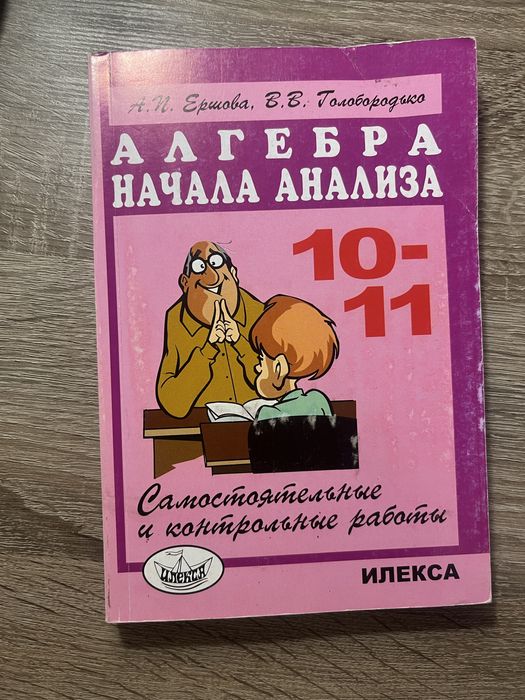 А.П. Ершова, В.В. Голобородько
АЛГЕБРА
НАЧАЛА АНАЛИЗА
10-
11
Самостоятельные
и контрольные работы
ИЛЕКСА
ИЛЕКСА